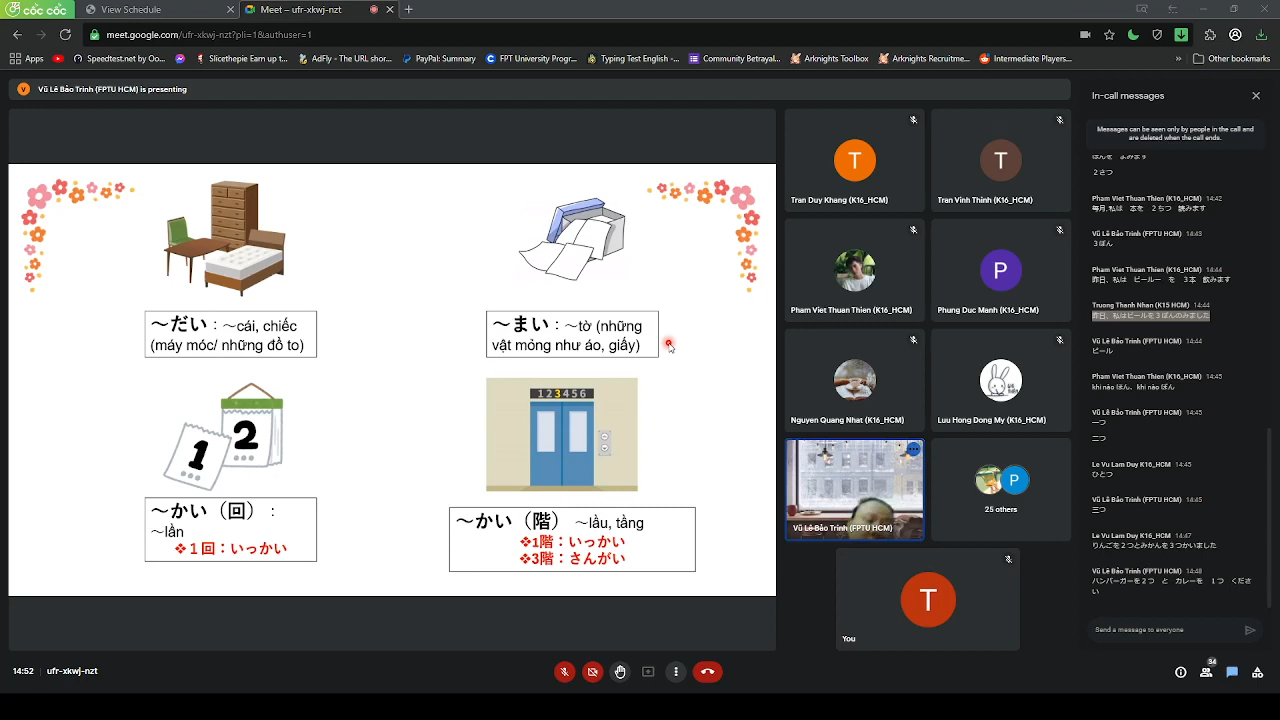 cốc cốc
View Schedule
Meet – ufr-xkwj-nzt
meet.google.com/ufr-xkwj-nzt?pli=1&authuser=1
Apps
Speedtest.net by Oo...
Slicethepie Earn up t...
AdFly - The URL shor...
PayPal: Summary
FPT University Progr...
Typing Test English -...
Community Betrayal...
Arknights Toolbox
Arknights Recruitme...
Intermediate Players...
»
Other bookmarks
V
Vũ Lê Bảo Trinh (FPTU HCM) is presenting
～だい：～cái, chiếc
(máy móc/ những đồ to)
～まい：～tờ (những
vật mỏng như áo, giấy)
1 2
1 2 3 4 5 6
～かい（回）：
～lần
❖１回：いっかい
～かい（階） ～lầu, tầng
❖1階：いっかい
❖3階：さんがい
T
Tran Duy Khang (K16_HCM)
T
Tran Vinh Thinh (K16_HCM)
Pham Viet Thuan Thien (K16_HCM)
P
Phung Duc Manh (K16_HCM)
Nguyen Quang Nhat (K16_HCM)
Luu Hong Dong My (K16_HCM)
Vũ Lê Bảo Trinh (FPTU HCM)
P
25 others
T
You
In-call messages
Messages can be seen only by people in the call and
are deleted when the call ends.
ほんを よみます
２さつ
Pham Viet Thuan Thien (K16_HCM) 14:42
毎月, 私は 本を ２ちつ 読みます
Vũ Lê Bảo Trinh (FPTU HCM) 14:43
３ぼん
Pham Viet Thuan Thien (K16_HCM) 14:44
昨日、私は ビールー を ３本 飲みます
Truong Thanh Nhan (K15 HCM) 14:44
昨日、私はビールを３ぼんのみました
Vũ Lê Bảo Trinh (FPTU HCM) 14:44
ビール
Pham Viet Thuan Thien (K16_HCM) 14:45
khi nào ぽん、khi nào ぼん
Vũ Lê Bảo Trinh (FPTU HCM) 14:45
一つ
二つ
Le Vu Lam Duy K16_HCM 14:45
ひとつ
Vũ Lê Bảo Trinh (FPTU HCM) 14:45
三つ
Le Vu Lam Duy K16_HCM 14:47
りんごを２つとみかんを３つかいました
Vũ Lê Bảo Trinh (FPTU HCM) 14:48
ハンバーガーを２つ と カレーを １つ くださ
い
Send a message to everyone
14:52 | ufr-xkwj-nzt
34